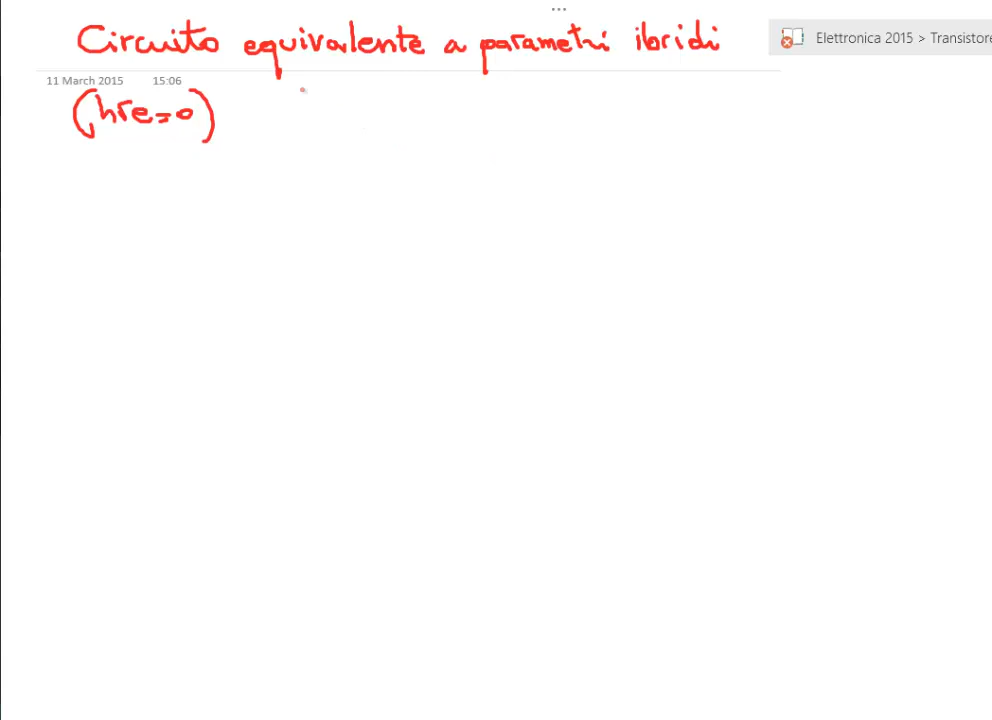 Circuito equivalente a parametri ibridi
Elettronica 2015 > Transistore
11 March 2015 15:06
(hre=0)